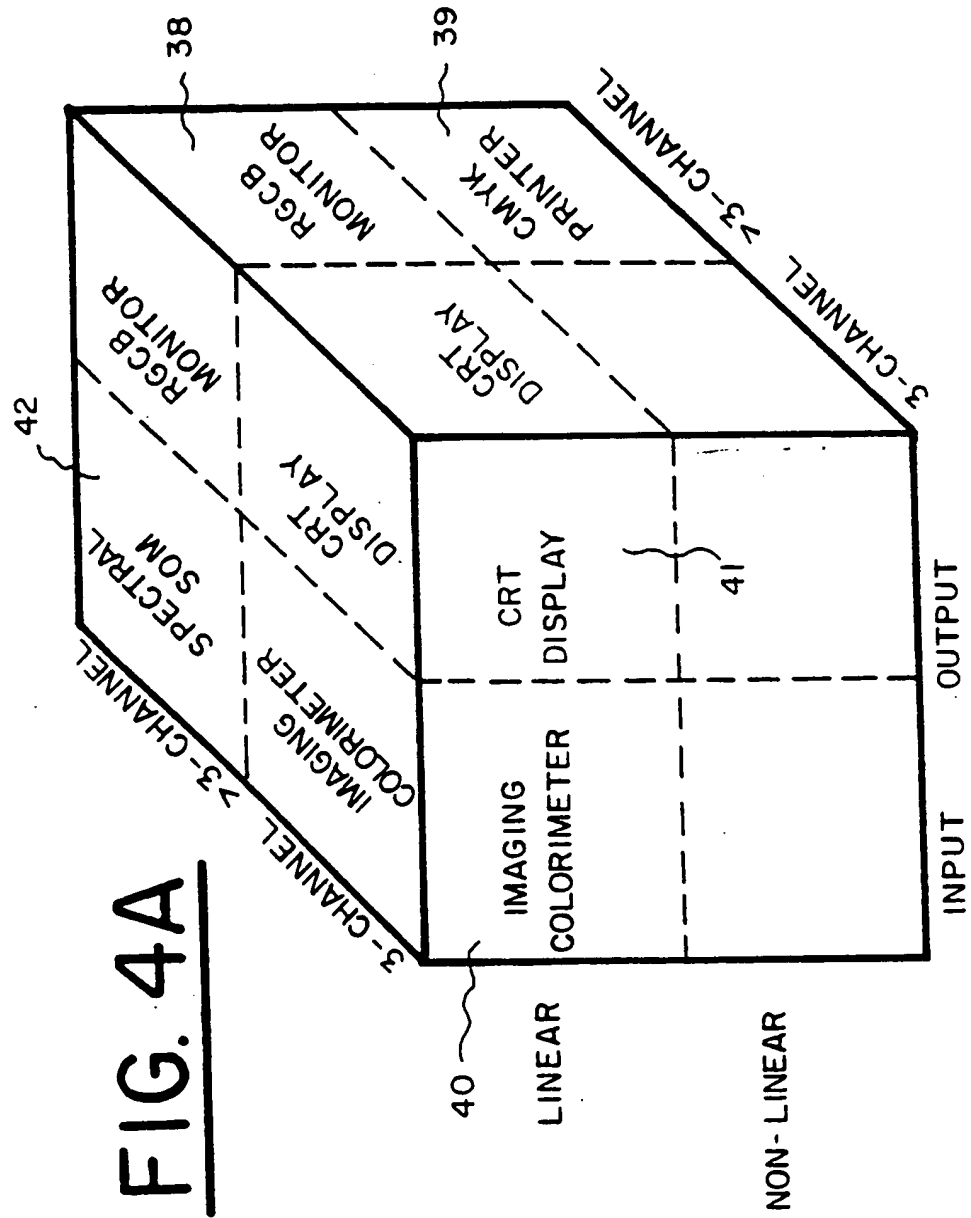 FIG. 4A
42
38
39
40
41
SPECTRAL
SOM
RGCB
MONITOR
IMAGING
COLORIMETER
CRT
DISPLAY
RGCB
MONITOR
CMYK
PRINTER
CRT
DISPLAY
IMAGING
COLORIMETER
CRT
DISPLAY
>3-CHANNEL
3-CHANNEL
>3-CHANNEL
3-CHANNEL
LINEAR
NON-LINEAR
INPUT
OUTPUT